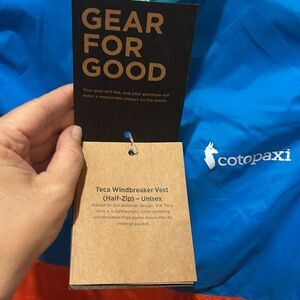 GEAR
FOR
GOOD
Your gear will last, and your purchase will
make a measurable impact on the world.
cotopaxi
Teca Windbreaker Vest
(Half-Zip) – Unisex
Based on our pullover design, the Teca
Vest is a lightweight, turn-
windbreaker that packs down into its
internal pocket.